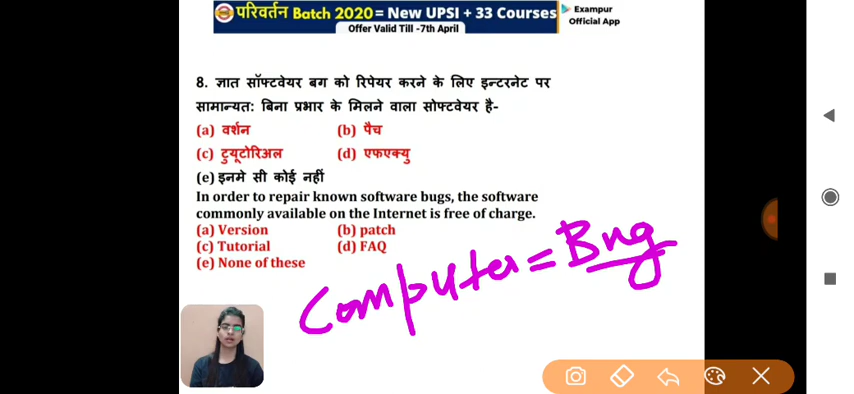 परिवर्तन Batch 2020 = New UPSI + 33 Courses
Offer Valid Till -7th April
Exampur
Official App
8. ज्ञात सॉफ्टवेयर बग को रिपेयर करने के लिए इन्टरनेट पर
सामान्यत: बिना प्रभार के मिलने वाला सोफ्टवेयर है-
(a) वर्शन (b) पैच
(c) टुयूटोरिअल (d) एफएक्यु
(e) इनमे सी कोई नहीं
In order to repair known software bugs, the software
commonly available on the Internet is free of charge.
(a) Version (b) patch
(c) Tutorial (d) FAQ
(e) None of these
Computer = Bug